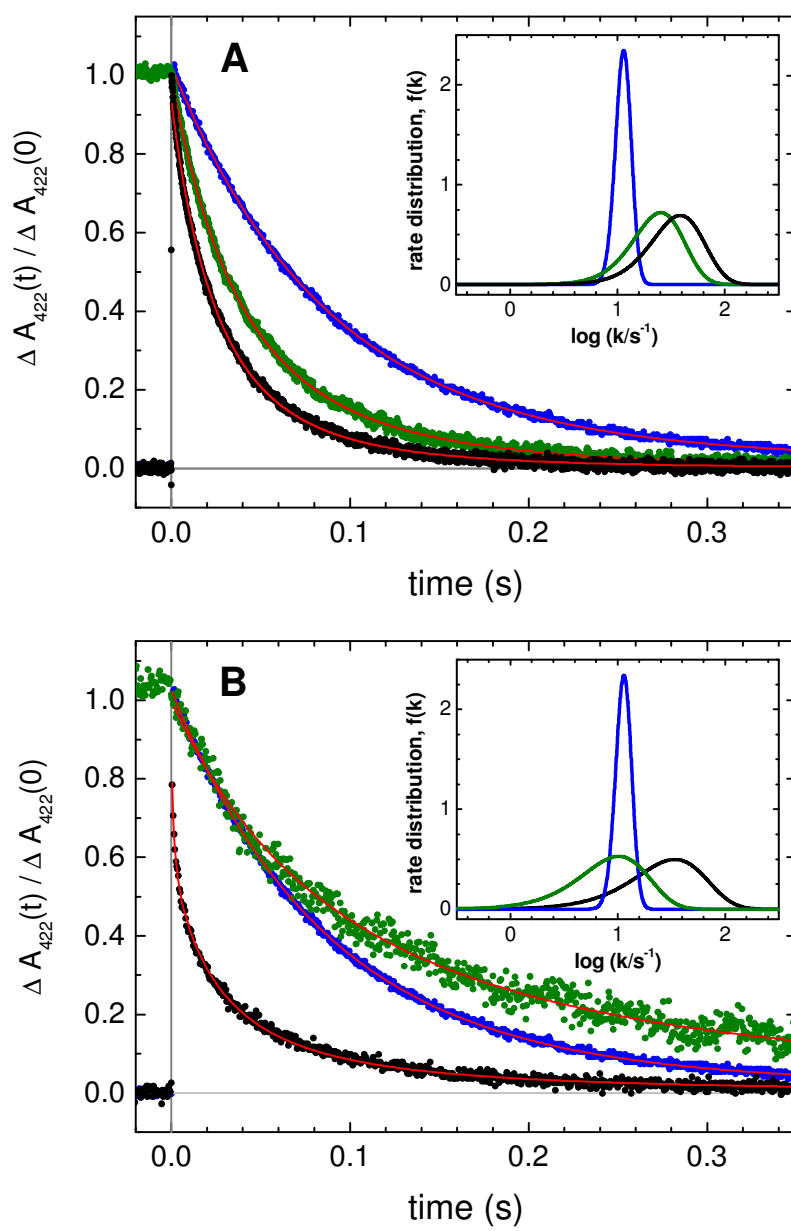 A
Δ A₄₂₂(t) / Δ A₄₂₂(0)
1.0
0.8
0.6
0.4
0.2
0.0
0.0 0.1 0.2 0.3
time (s)
rate distribution, f(k)
2
1
0
0 1 2
log (k/s⁻¹)
B
Δ A₄₂₂(t) / Δ A₄₂₂(0)
1.0
0.8
0.6
0.4
0.2
0.0
0.0 0.1 0.2 0.3
time (s)
rate distribution, f(k)
2
1
0
0 1 2
log (k/s⁻¹)